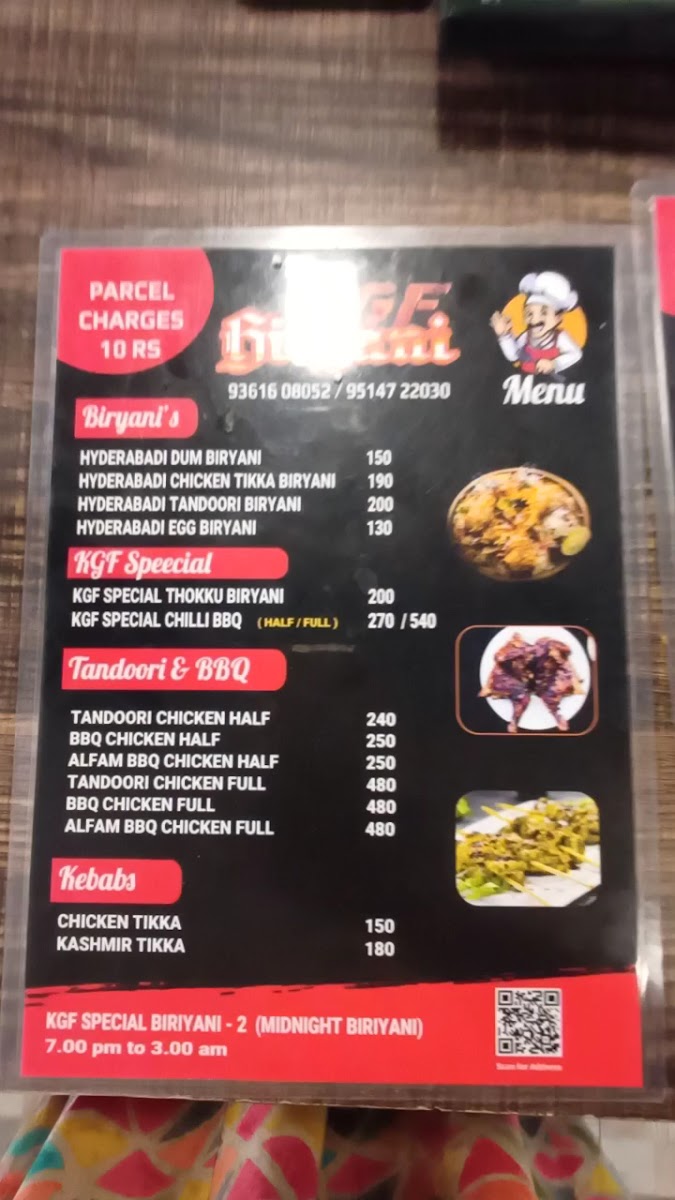 PARCEL
CHARGES
10 RS
GF
93616 08052 / 95147 22030
Menu
Biryani's
HYDERABADI DUM BIRYANI 150
HYDERABADI CHICKEN TIKKA BIRYANI 190
HYDERABADI TANDOORI BIRYANI 200
HYDERABADI EGG BIRYANI 130
KGF Speecial
KGF SPECIAL THOKKU BIRYANI 200
KGF SPECIAL CHILLI BBQ ( HALF / FULL ) 270 / 540
Tandoori & BBQ
TANDOORI CHICKEN HALF 240
BBQ CHICKEN HALF 250
ALFAM BBQ CHICKEN HALF 250
TANDOORI CHICKEN FULL 480
BBQ CHICKEN FULL 480
ALFAM BBQ CHICKEN FULL 480
Kebabs
CHICKEN TIKKA 150
KASHMIR TIKKA 180
KGF SPECIAL BIRIYANI - 2 (MIDNIGHT BIRIYANI)
7.00 pm to 3.00 am
Scan for Address